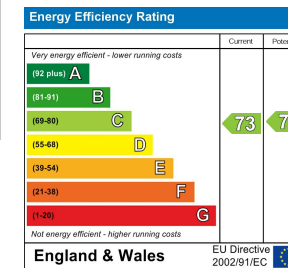 Energy Efficiency Rating
Current
Very energy efficient - lower running costs
(92 plus) A
(81-91) B
(69-80) C 73
(55-68) D
(39-54) E
(21-38) F
(1-20) G
Not energy efficient - higher running costs
England & Wales
EU Directive
2002/91/EC